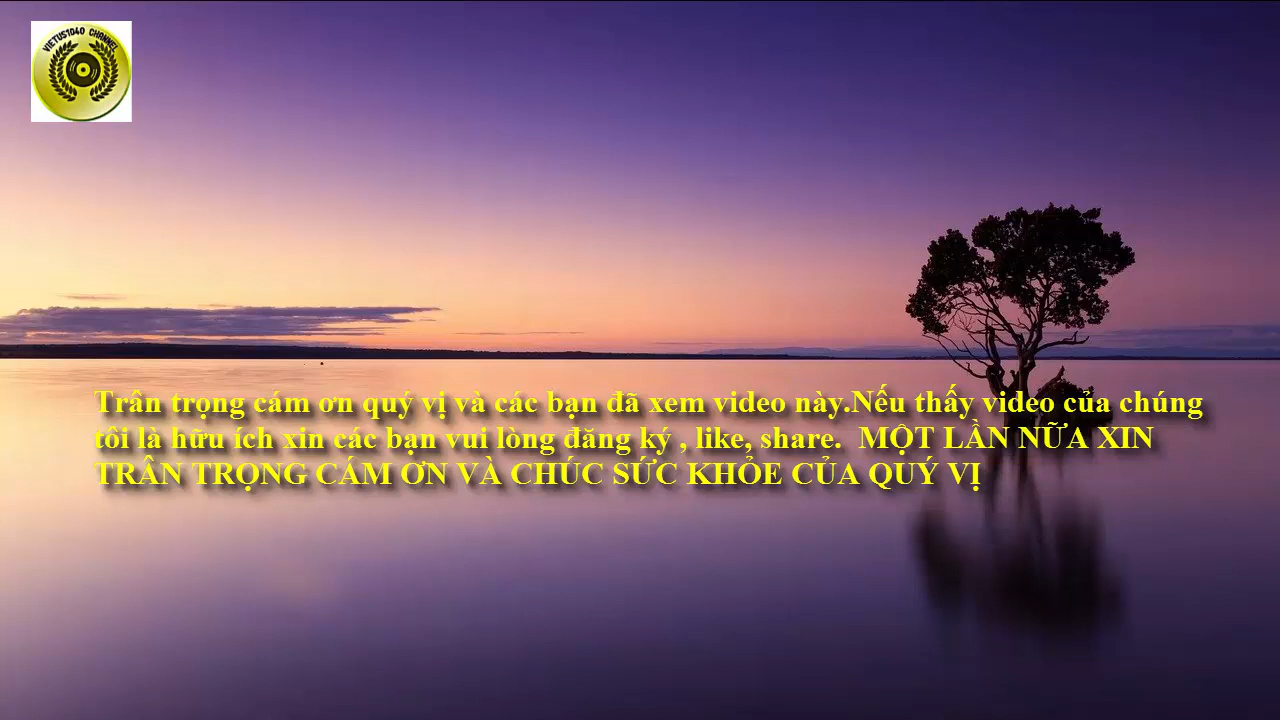 VIETUS1040 CHANNEL
Trân trọng cám ơn quý vị và các bạn đã xem video này.Nếu thấy video của chúng
tôi là hữu ích xin các bạn vui lòng đăng ký , like, share.  MỘT LẦN NỮA XIN
TRÂN TRỌNG CÁM ƠN VÀ CHÚC SỨC KHỎE CỦA QUÝ VỊ